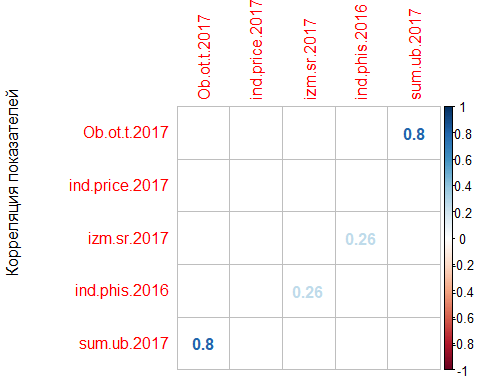 Ob.ot.t.2017
ind.price.2017
izm.sr.2017
ind.phis.2016
sum.ub.2017
Корреляция показателей
Ob.ot.t.2017
0.8
ind.price.2017
izm.sr.2017
0.26
ind.phis.2016
0.26
sum.ub.2017
0.8
1
0.8
0.6
0.4
0.2
0
-0.2
-0.4
-0.6
-0.8
-1